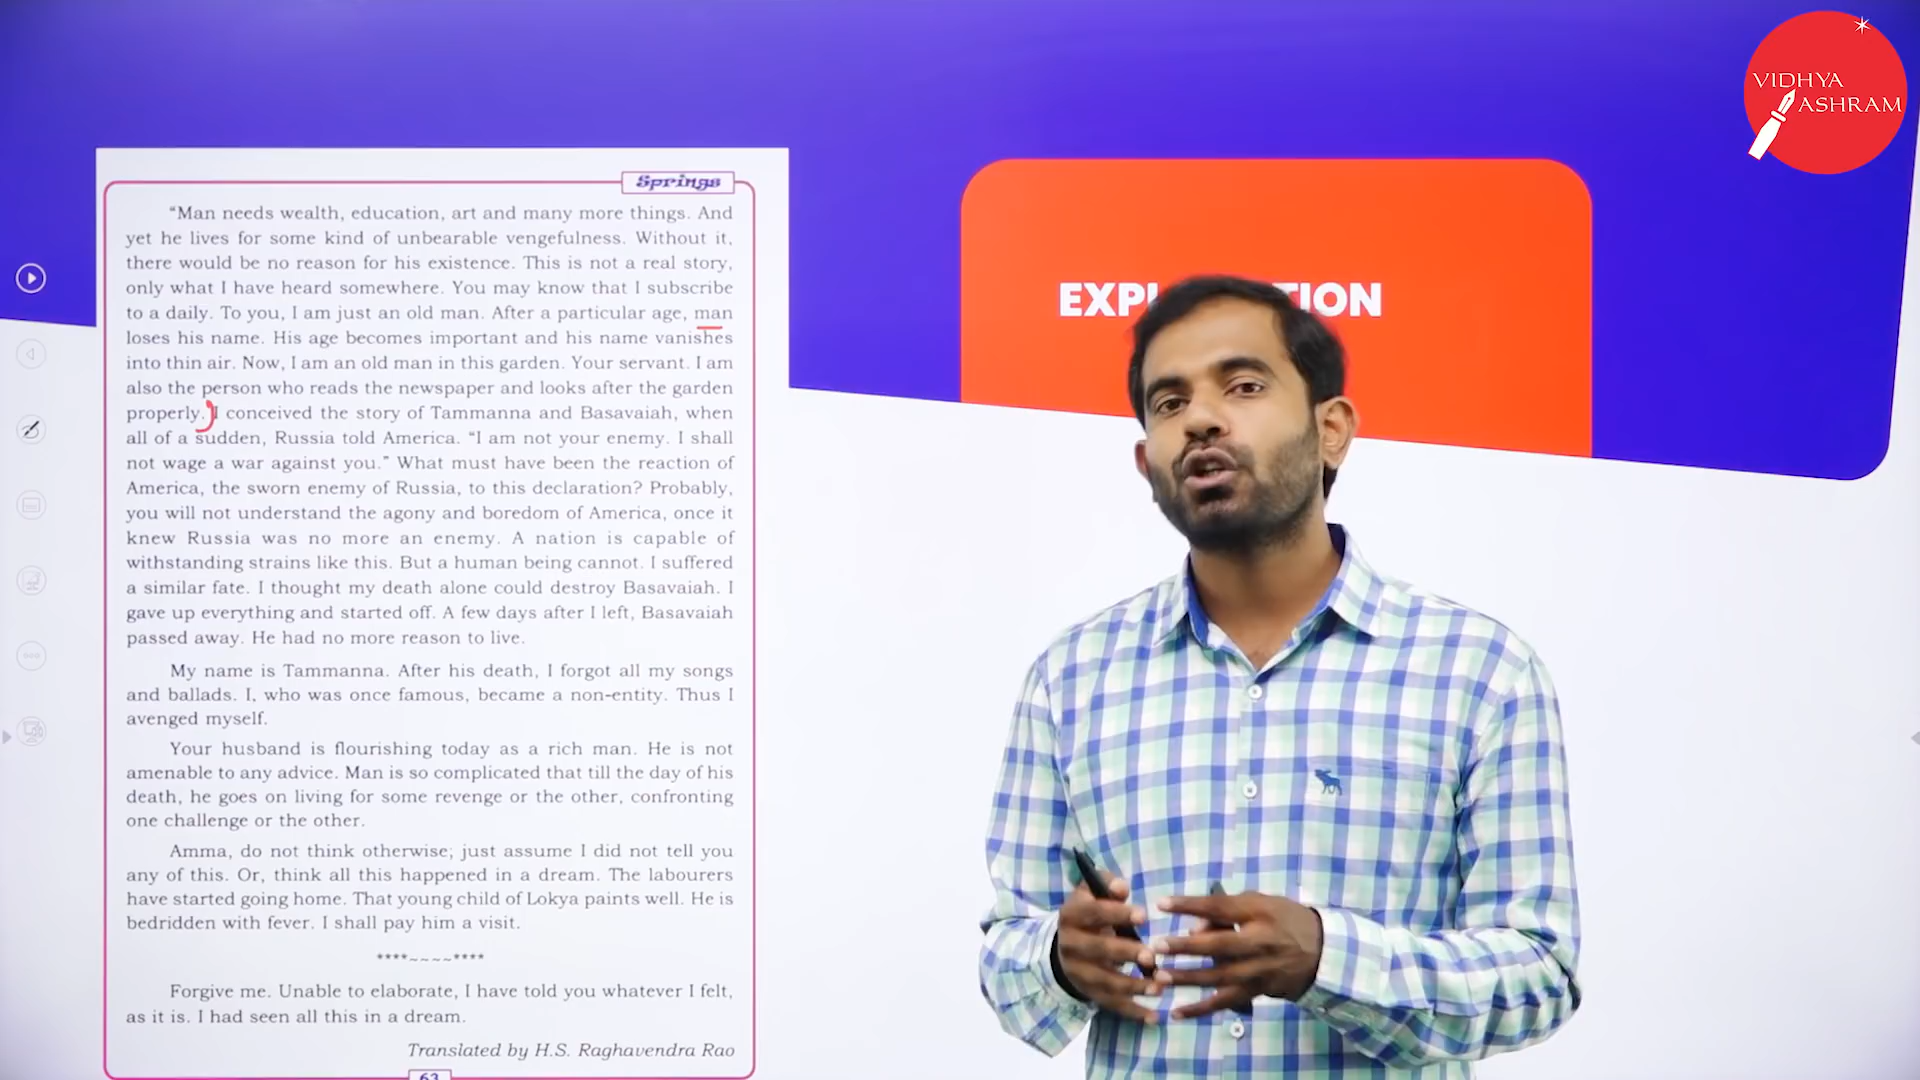 VIDHYA
ASHRAM
Springs
“Man needs wealth, education, art and many more things. And
yet he lives for some kind of unbearable vengefulness. Without it,
there would be no reason for his existence. This is not a real story,
only what I have heard somewhere. You may know that I subscribe
to a daily. To you, I am just an old man. After a particular age, man
loses his name. His age becomes important and his name vanishes
into thin air. Now, I am an old man in this garden. Your servant. I am
also the person who reads the newspaper and looks after the garden
properly. I conceived the story of Tammanna and Basavaiah, when
all of a sudden, Russia told America. “I am not your enemy. I shall
not wage a war against you.” What must have been the reaction of
America, the sworn enemy of Russia, to this declaration? Probably,
you will not understand the agony and boredom of America, once it
knew Russia was no more an enemy. A nation is capable of
withstanding strains like this. But a human being cannot. I suffered
a similar fate. I thought my death alone could destroy Basavaiah. I
gave up everything and started off. A few days after I left, Basavaiah
passed away. He had no more reason to live.
My name is Tammanna. After his death, I forgot all my songs
and ballads. I, who was once famous, became a non-entity. Thus I
avenged myself.
Your husband is flourishing today as a rich man. He is not
amenable to any advice. Man is so complicated that till the day of his
death, he goes on living for some revenge or the other, confronting
one challenge or the other.
Amma, do not think otherwise; just assume I did not tell you
any of this. Or, think all this happened in a dream. The labourers
have started going home. That young child of Lokya paints well. He is
bedridden with fever. I shall pay him a visit.
****~~~~****
Forgive me. Unable to elaborate, I have told you whatever I felt,
as it is. I had seen all this in a dream.
Translated by H.S. Raghavendra Rao
63